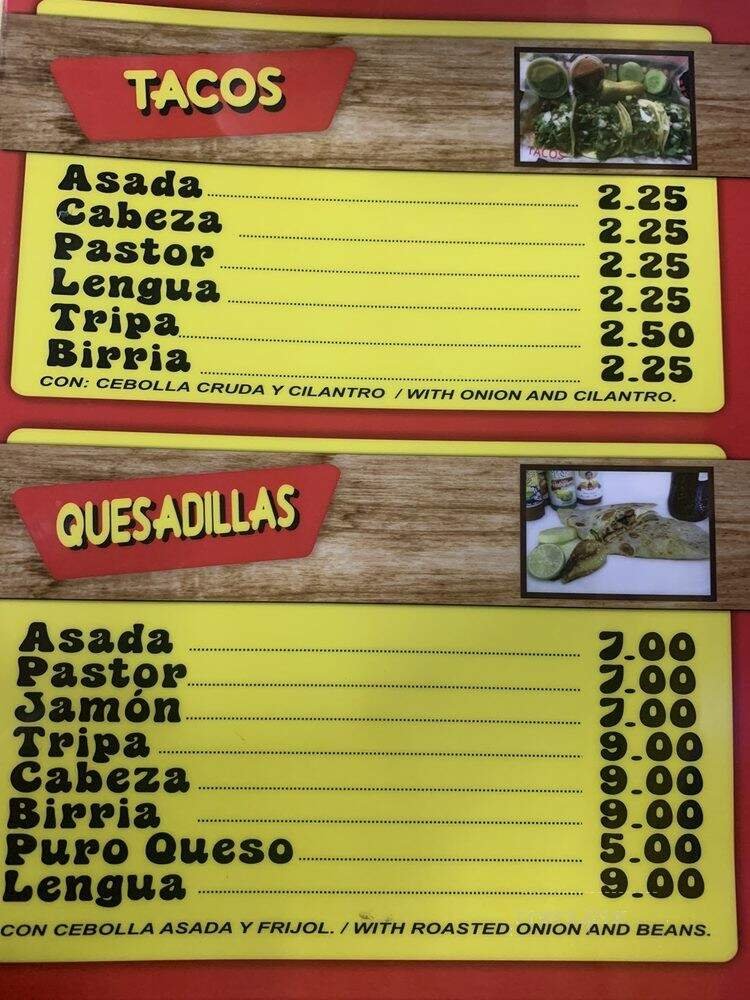 TACOS
TACOS
Asada 2.25
Cabeza 2.25
Pastor 2.25
Lengua 2.25
Tripa 2.50
Birria 2.25
CON: CEBOLLA CRUDA Y CILANTRO / WITH ONION AND CILANTRO.
QUESADILLAS
Asada 7.00
Pastor 7.00
Jamón 7.00
Tripa 9.00
Cabeza 9.00
Birria 9.00
Puro Queso 5.00
Lengua 9.00
CON CEBOLLA ASADA Y FRIJOL. / WITH ROASTED ONION AND BEANS.